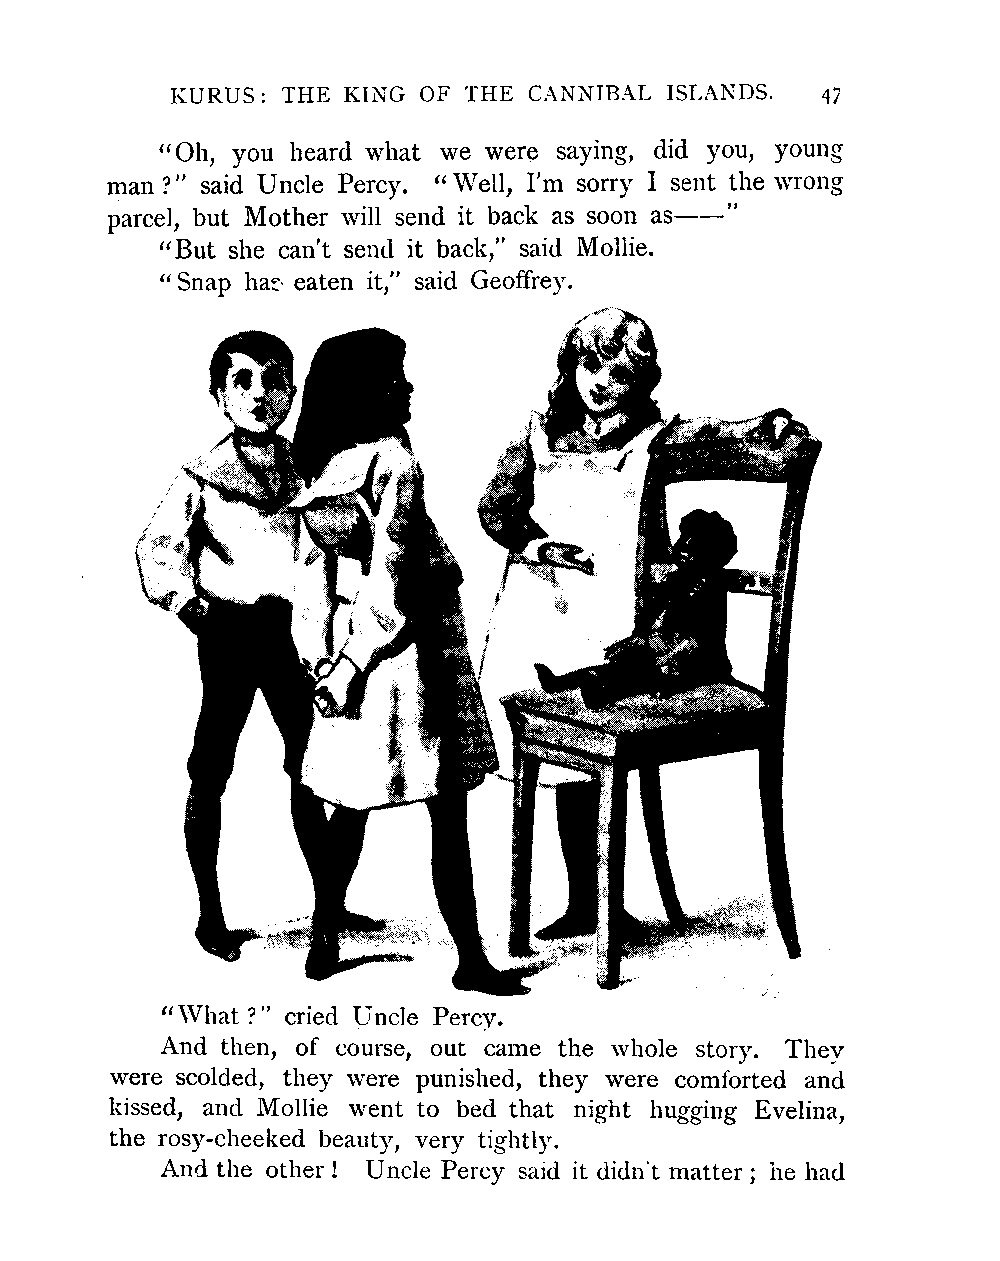 KURUS: THE KING OF THE CANNIBAL ISLANDS. 47
"Oh, you heard what we were saying, did you, young
man?" said Uncle Percy. "Well, I'm sorry I sent the wrong
parcel, but Mother will send it back as soon as——"
"But she can't send it back," said Mollie.
"Snap has eaten it," said Geoffrey.
"What?" cried Uncle Percy.
And then, of course, out came the whole story. They
were scolded, they were punished, they were comforted and
kissed, and Mollie went to bed that night hugging Evelina,
the rosy-cheeked beauty, very tightly.
And the other! Uncle Percy said it didn't matter; he had